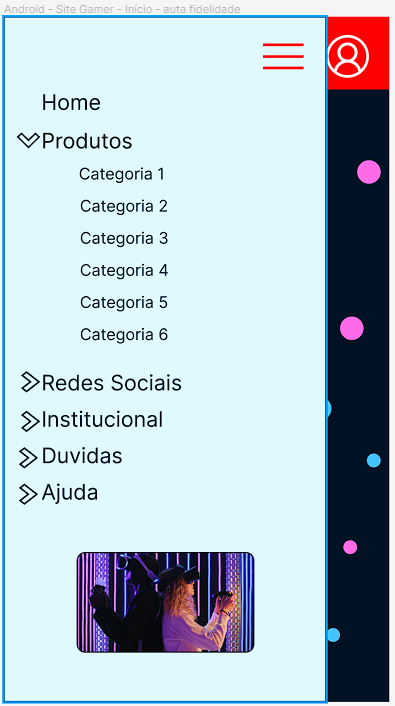 Android - Site Gamer - Início - auta fidelidade
Home
Produtos
Categoria 1
Categoria 2
Categoria 3
Categoria 4
Categoria 5
Categoria 6
Redes Sociais
Institucional
Duvidas
Ajuda